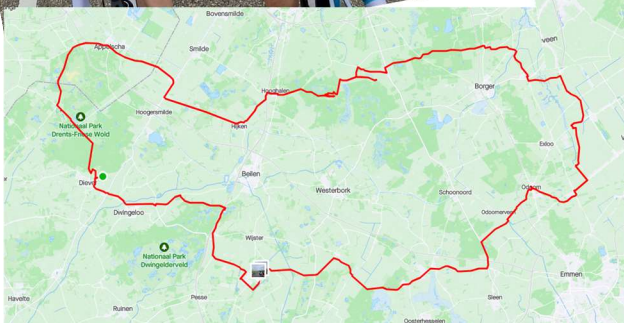 Bovensmilde
Appelscha
Smilde
veen
Hooghalen
Borger
Hoogersmilde
Hijken
Nationaal Park
Drents-Friese Wold
Exloo
Beilen
Diever
Westerbork
Schoonoord
Odoorn
Dwingeloo
Odoornerveen
Wijster
Nationaal Park
Dwingelderveld
Emmen
Pesse
Havelte
Sleen
Ruinen
Oosterhesselen